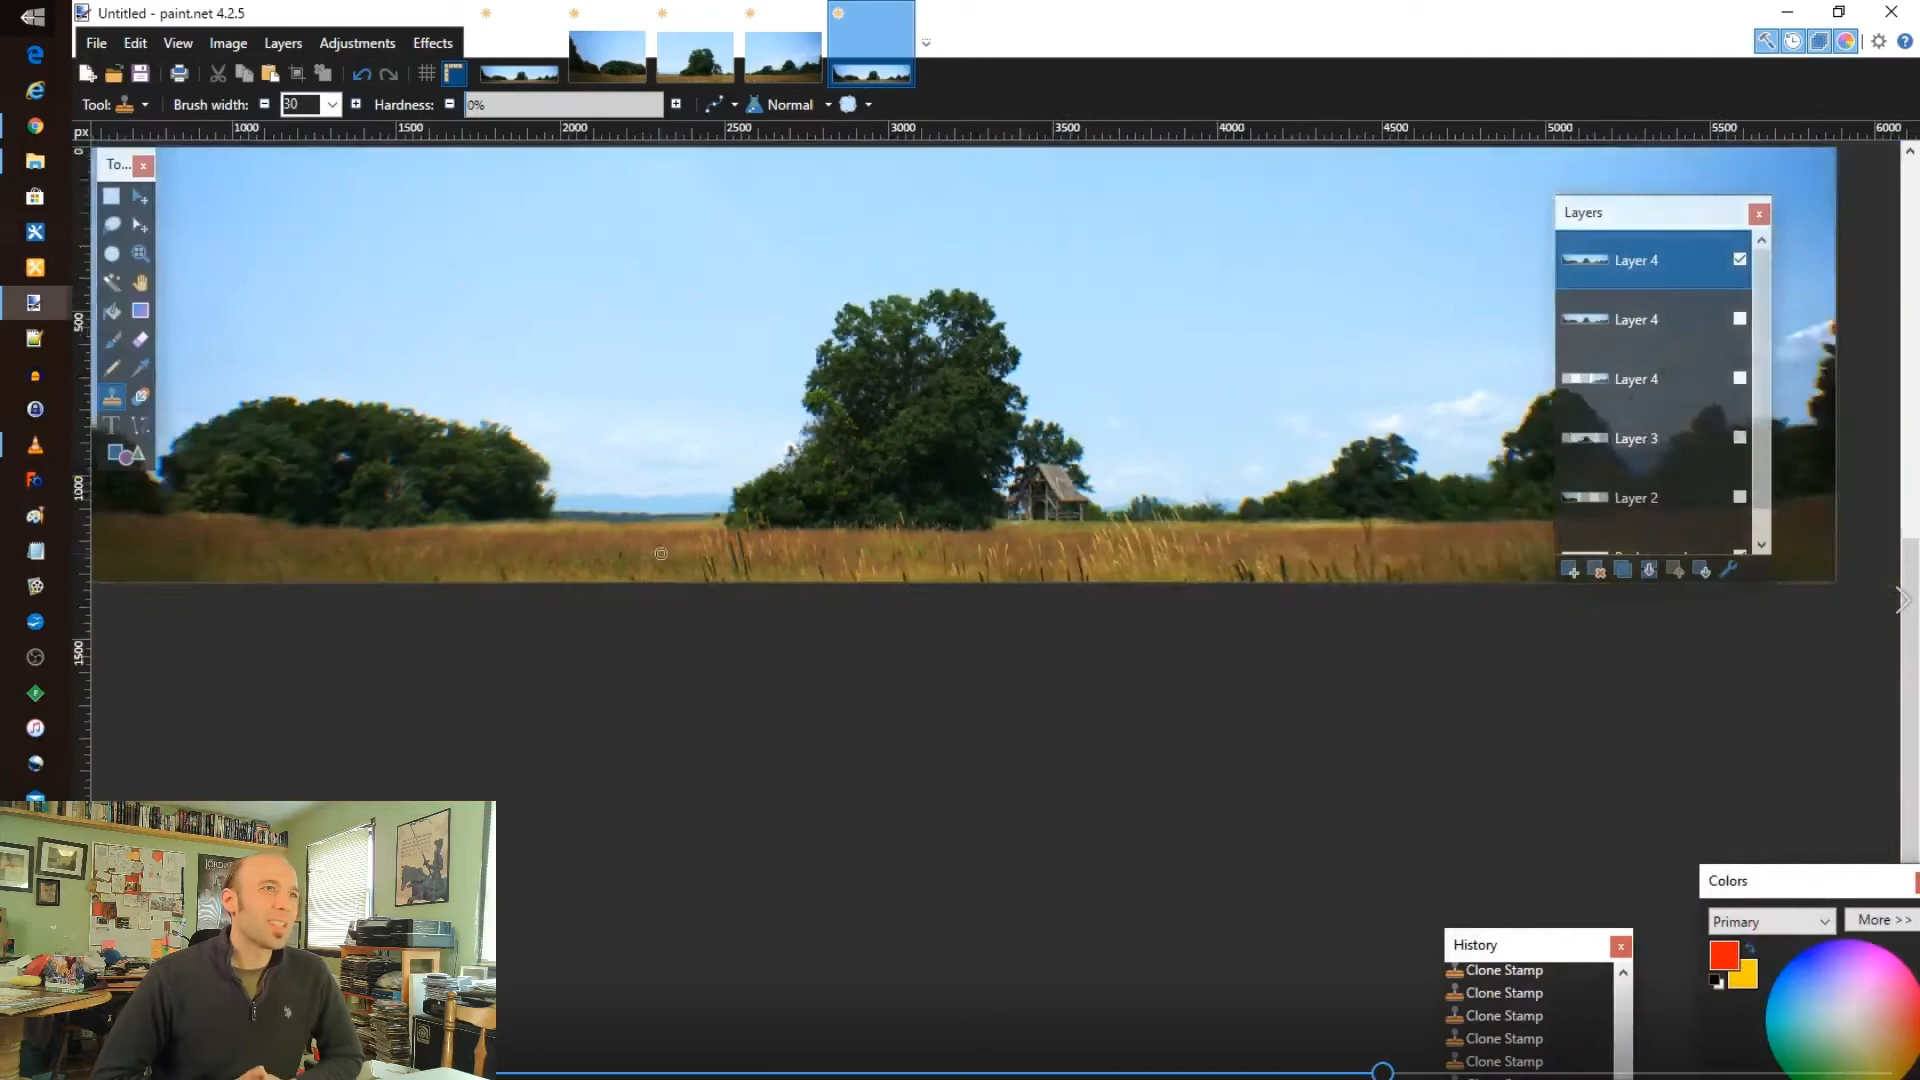 Untitled - paint.net 4.2.5
File Edit View Image Layers Adjustments Effects
Tool: Brush width: 30 Hardness: 0% Normal
px 1000 1500 2000 2500 3000 3500 4000 4500 5000 5500 6000
0
500
1000
1500
To...
Layers
Layer 4
Layer 4
Layer 4
Layer 3
Layer 2
Colors
Primary More >>
History
Clone Stamp
Clone Stamp
Clone Stamp
Clone Stamp
Clone Stamp